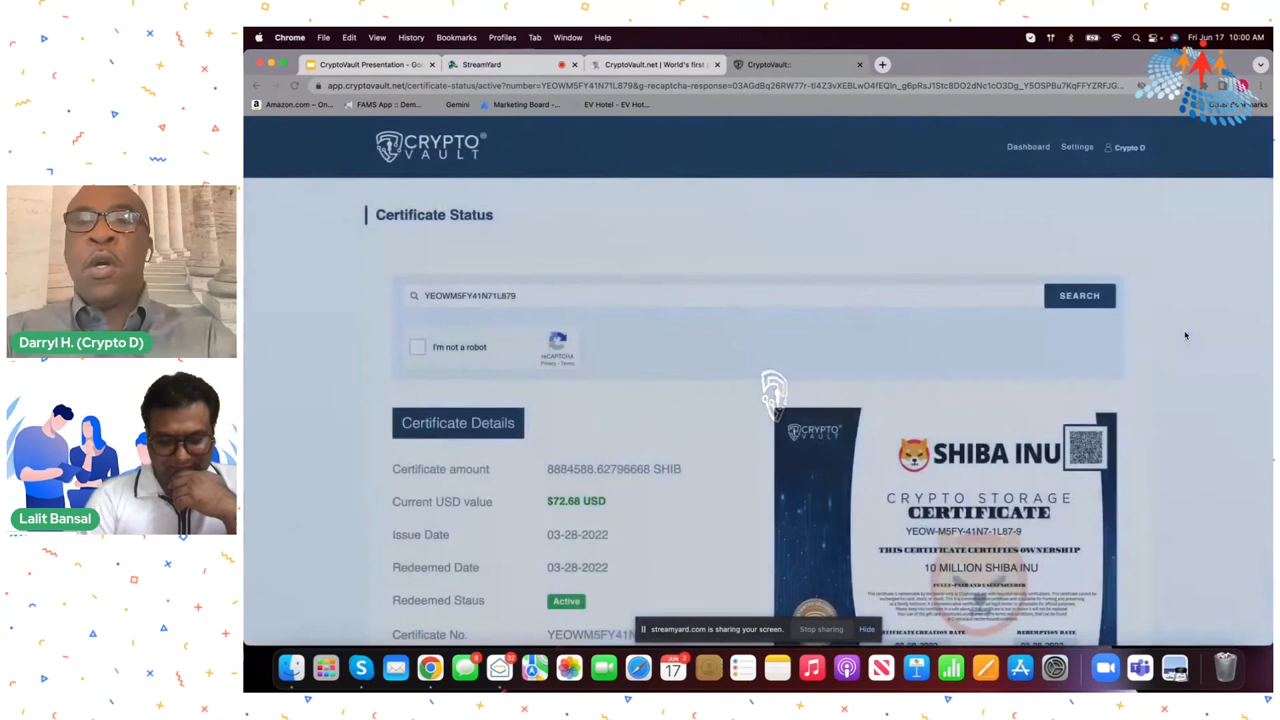 Chrome File Edit View History Bookmarks Profiles Tab Window Help Fri Jun 17 10:00 AM
CryptoVault Presentation - Go StreamYard CryptoVault.net | World's first CryptoVault::
Amazon.com – On... FAMS App :: Dem... Gemini Marketing Board -... EV Hotel - EV Hot...
CRYPTO
VAULT
Dashboard Settings Crypto D
Certificate Status
YEOWM5FY41N71L879
SEARCH
I'm not a robot
reCAPTCHA
Privacy - Terms
Certificate Details
Certificate amount 8884588.62796668 SHIB
Current USD value $72.68 USD
Issue Date 03-28-2022
Redeemed Date 03-28-2022
Redeemed Staus Active
Certificate No. YEOWM5FY41N
CRYPTO
VAULT
SHIBA INU
CRYPTO STORAGE
CERTIFICATE
YEOW-M5FY-41N7-1L87-9
THIS CERTIFICATE CERTIFIES OWNERSHIP
10 MILLION SHIBA INU
streamyard.com is sharing your screen. Stop sharing Hide
Darryl H. (Crypto D)
Lalit Bansal
JUN
17